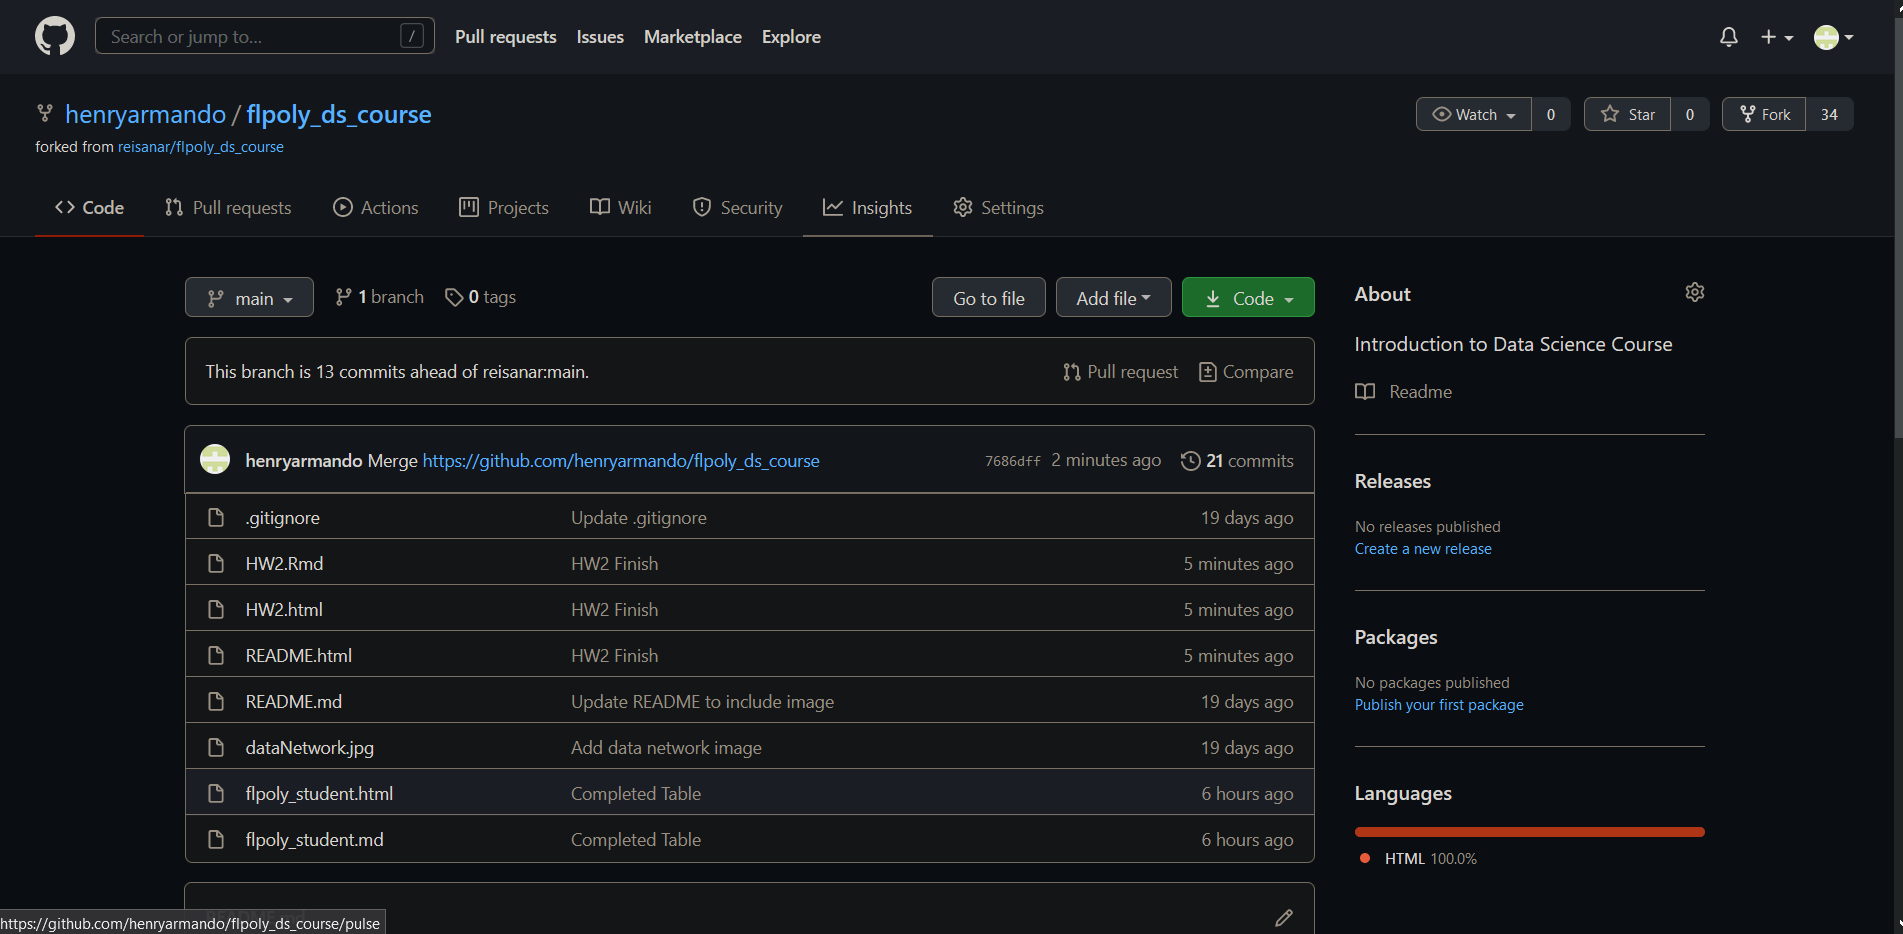 Search or jump to... /
Pull requests Issues Marketplace Explore
henryarmando / flpoly_ds_course
forked from reisanar/flpoly_ds_course
Watch 0 Star 0 Fork 34
Code Pull requests Actions Projects Wiki Security Insights Settings
main 1 branch 0 tags Go to file Add file Code
This branch is 13 commits ahead of reisanar:main. Pull request Compare
henryarmando Merge https://github.com/henryarmando/flpoly_ds_course 7686dff 2 minutes ago 21 commits
.gitignore Update .gitignore 19 days ago
HW2.Rmd HW2 Finish 5 minutes ago
HW2.html HW2 Finish 5 minutes ago
README.html HW2 Finish 5 minutes ago
README.md Update README to include image 19 days ago
dataNetwork.jpg Add data network image 19 days ago
flpoly_student.html Completed Table 6 hours ago
flpoly_student.md Completed Table 6 hours ago
About
Introduction to Data Science Course
Readme
Releases
No releases published
Create a new release
Packages
No packages published
Publish your first package
Languages
HTML 100.0%
https://github.com/henryarmando/flpoly_ds_course/pulse